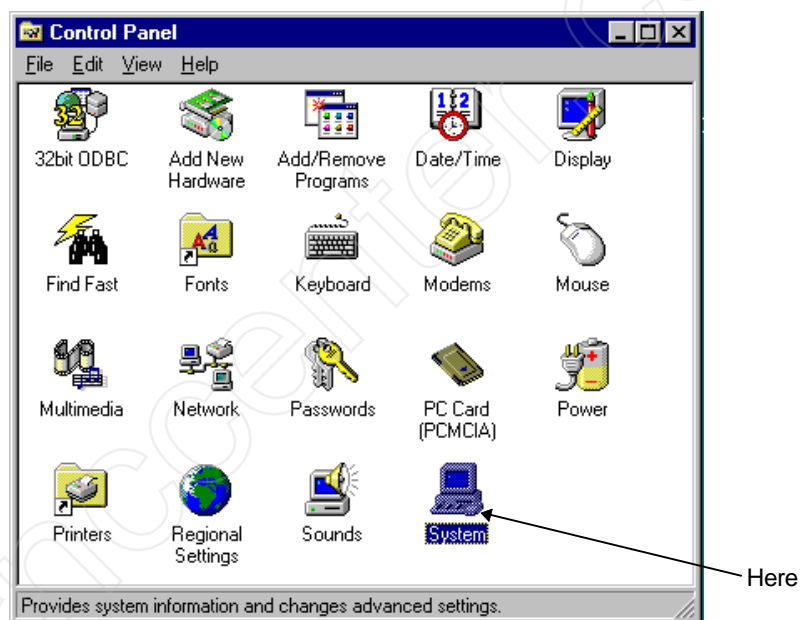 Control Panel
File Edit View Help
32bit ODBC
Add New
Hardware
Add/Remove
Programs
Date/Time
Display
Find Fast
Fonts
Keyboard
Modems
Mouse
Multimedia
Network
Passwords
PC Card
(PCMCIA)
Power
Printers
Regional
Settings
Sounds
System
Here
Provides system information and changes advanced settings.